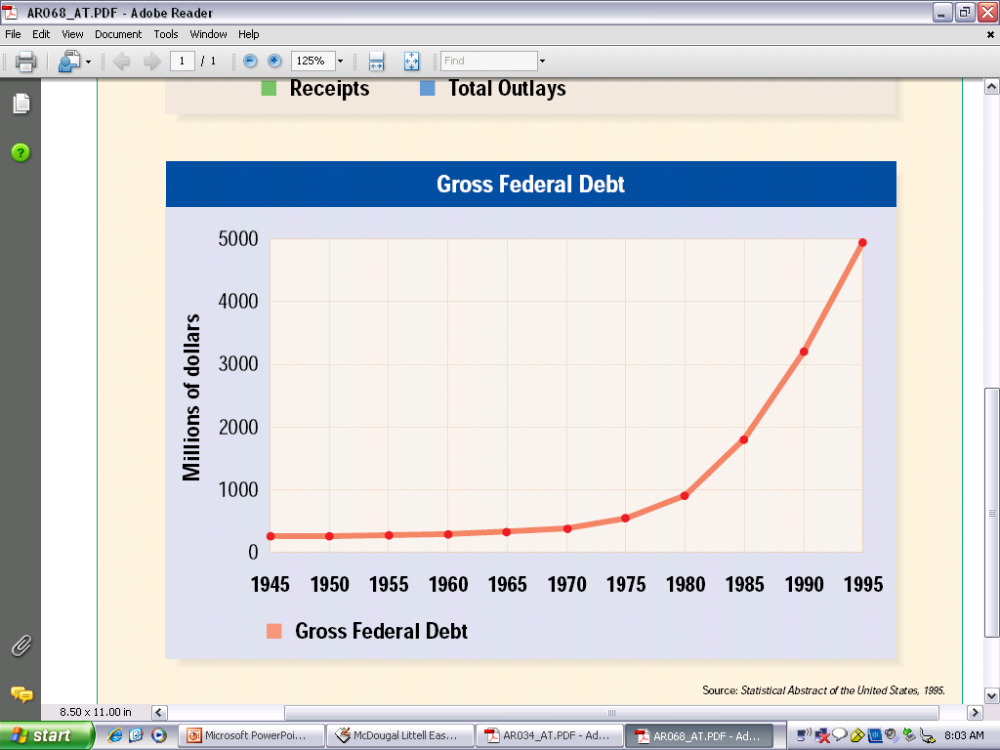 AR068_AT.PDF - Adobe Reader
File Edit View Document Tools Window Help
1 / 1 125% Find
Receipts Total Outlays
Gross Federal Debt
Millions of dollars
5000
4000
3000
2000
1000
0
1945 1950 1955 1960 1965 1970 1975 1980 1985 1990 1995
Gross Federal Debt
Source: Statistical Abstract of the United States, 1995.
8.50 x 11.00 in
start Microsoft PowerPoi... McDougal Littell Eas... AR034_AT.PDF - Ad... AR068_AT.PDF - Ad... 8:03 AM